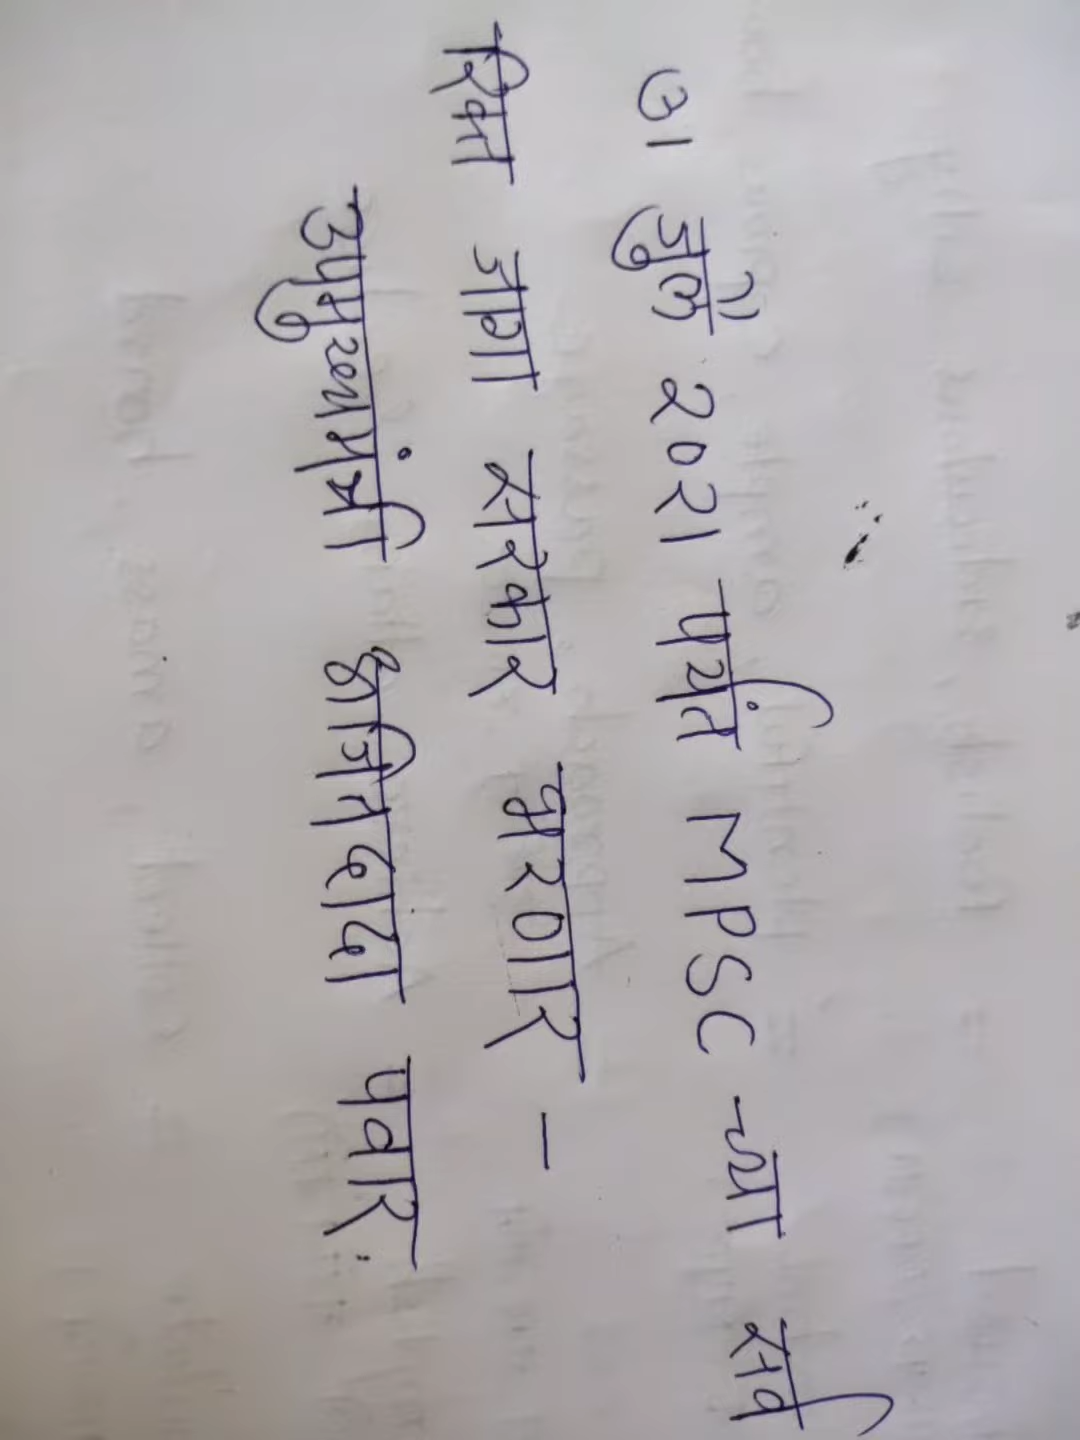 ३१ जुलै २०२१ पर्यंत MPSC -च्या सर्व
रिक्त जागा सरकार भरणार –
उपमुख्यमंत्री अजितदादा पवार.